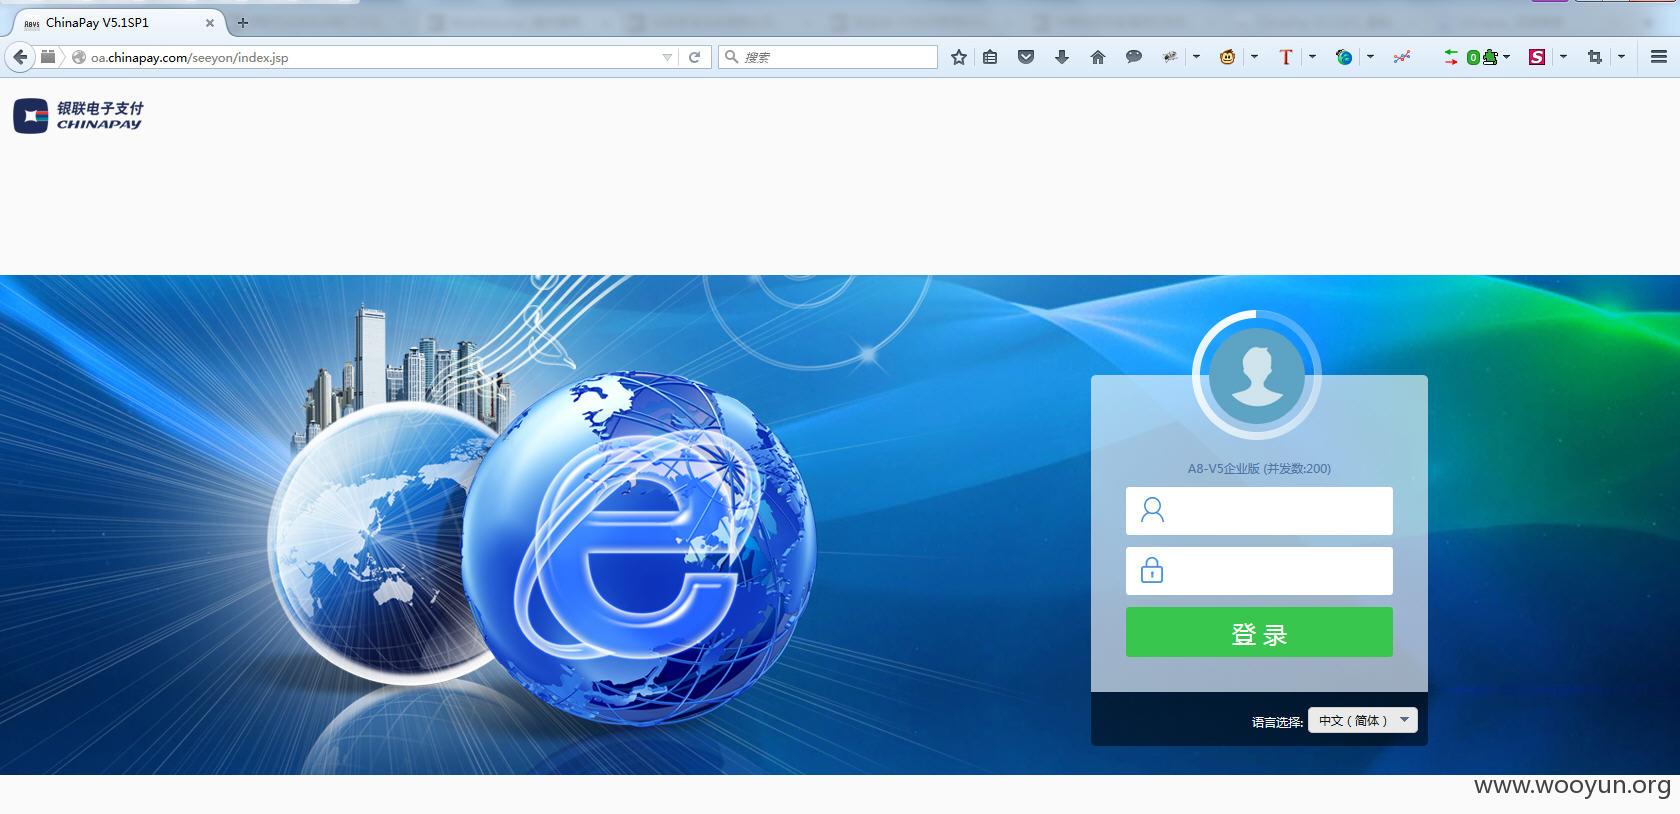 ChinaPay V5.1SP1
oa.chinapay.com/seeyon/index.jsp
搜索
银联电子支付
CHINAPAY
A8-V5企业版 (并发数:200)
登 录
语言选择: 中文（简体）
www.wooyun.org